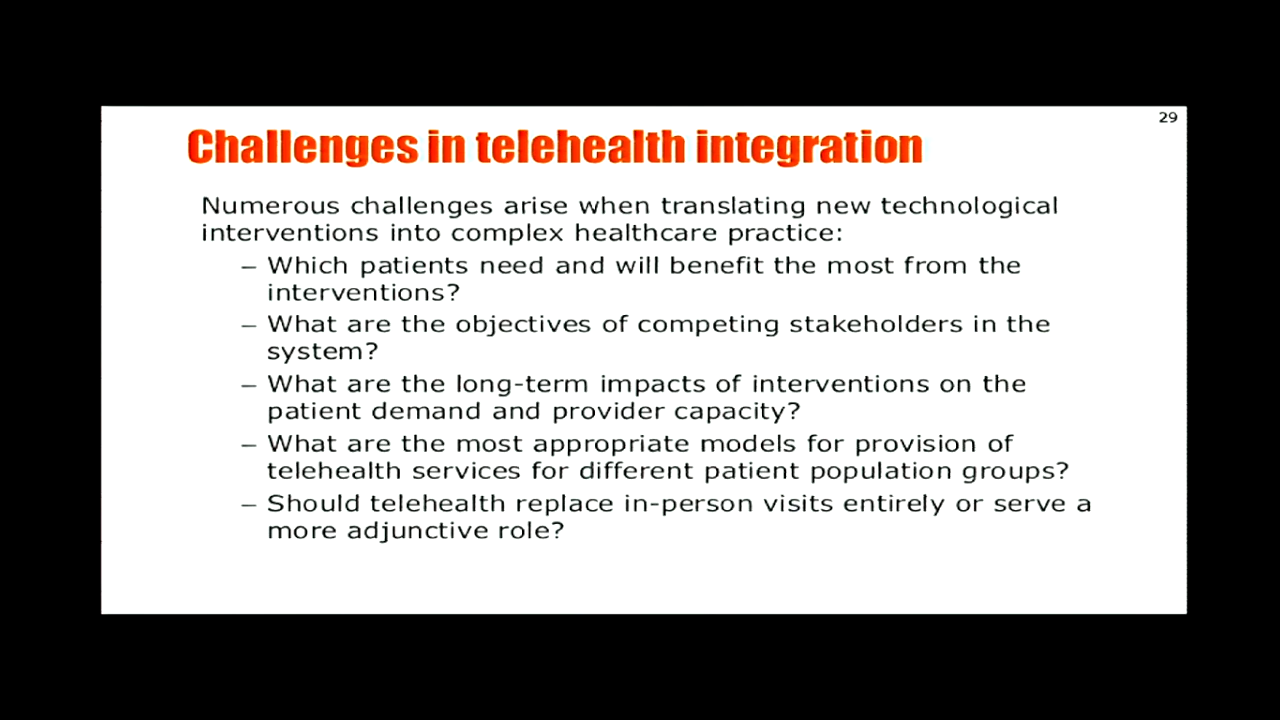 29
Challenges in telehealth integration
Numerous challenges arise when translating new technological
interventions into complex healthcare practice:
– Which patients need and will benefit the most from the
interventions?
– What are the objectives of competing stakeholders in the
system?
– What are the long-term impacts of interventions on the
patient demand and provider capacity?
– What are the most appropriate models for provision of
telehealth services for different patient population groups?
– Should telehealth replace in-person visits entirely or serve a
more adjunctive role?